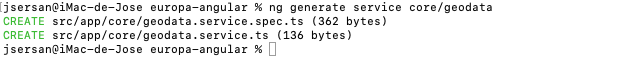 jsersan@iMac-de-Jose europa-angular % ng generate service core/geodata
CREATE src/app/core/geodata.service.spec.ts (362 bytes)
CREATE src/app/core/geodata.service.ts (136 bytes)
jsersan@iMac-de-Jose europa-angular %